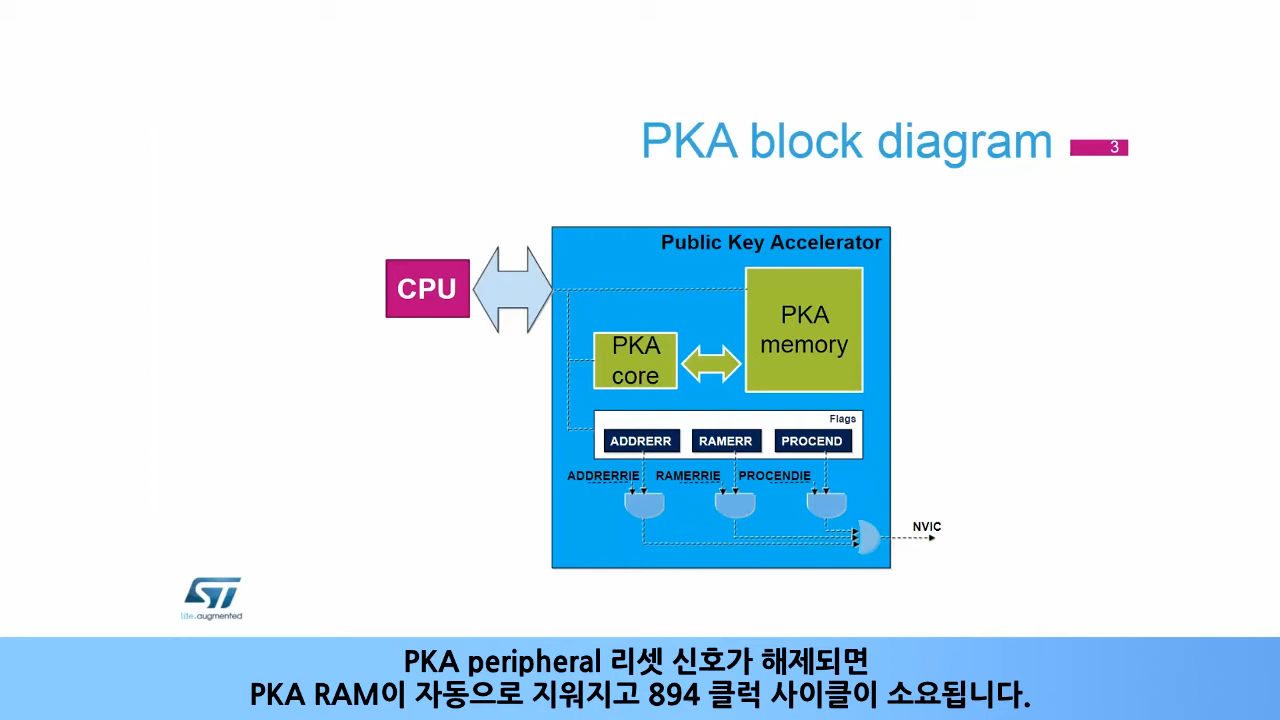 PKA block diagram
3
Public Key Accelerator
CPU
PKA
memory
PKA
core
Flags
ADDRERR RAMERR PROCEND
ADDRERRIE RAMERRIE PROCENDIE
NVIC
ST
life.augmented
PKA peripheral 리셋 신호가 해제되면
PKA RAM이 자동으로 지워지고 894 클럭 사이클이 소요됩니다.